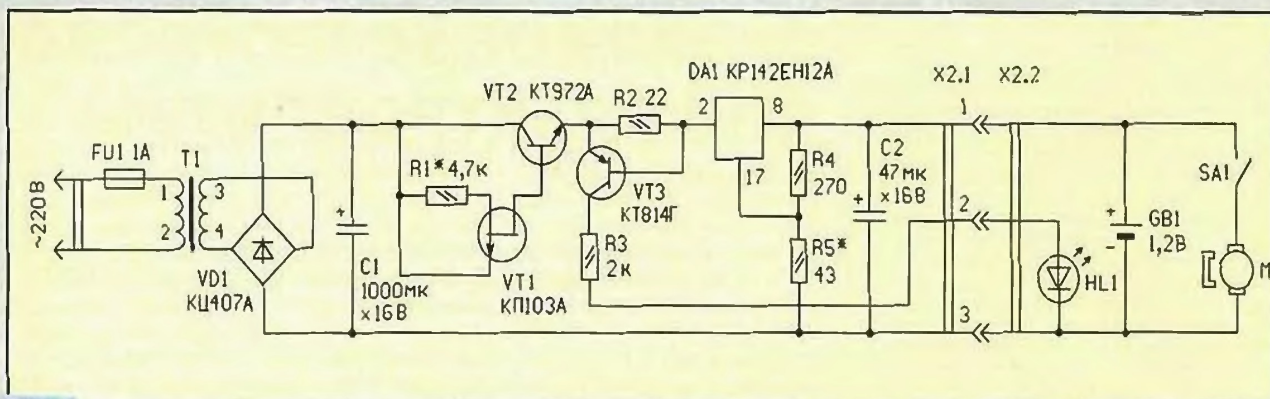 DA1 КР142ЕН12А
X2.1 X2.2
VT2 КТ972А
R2 22
2
8
1
FU1 1A
T1
R1* 4,7к
17
R4
270
C2
47мк
×16В
SA1
~220В
1
2
3
4
+
VT3
КТ814Г
2
+
-
GB1
1,2В
R3
2к
R5*
43
HL1
M
VD1
КЦ407А
C1
1000мк
×16В
VT1
КП103А
3
+